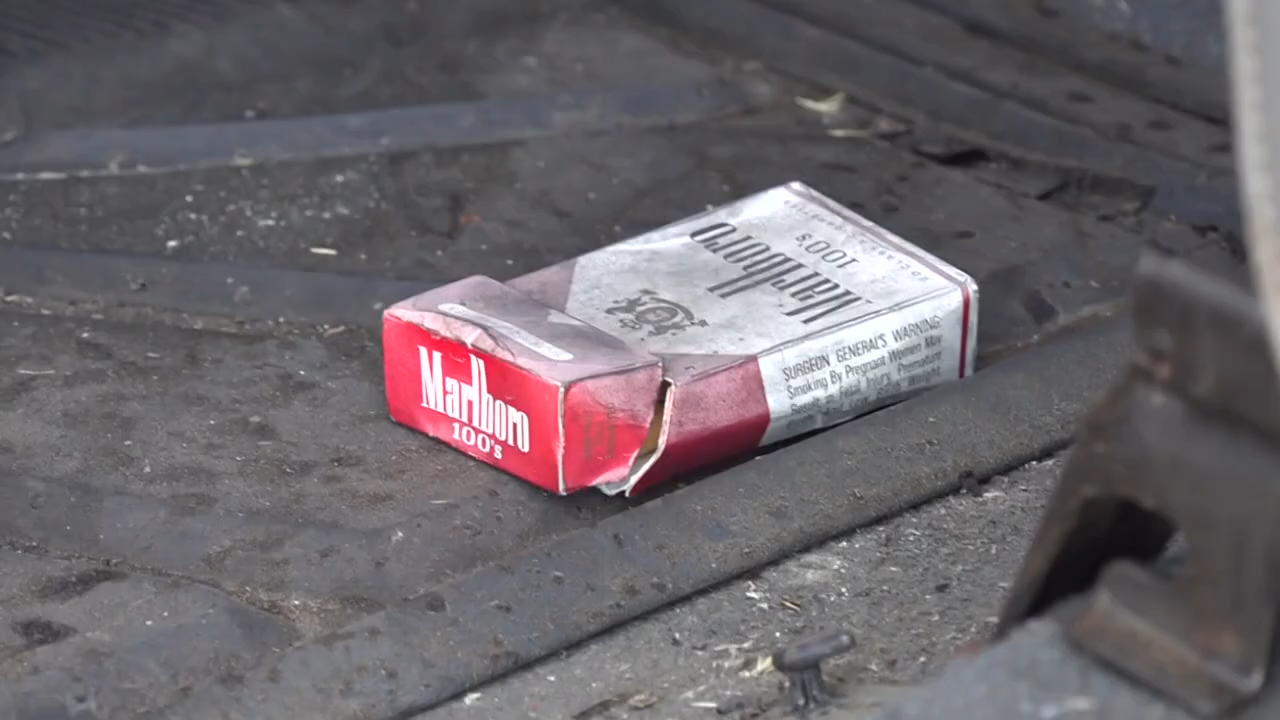 Marlboro
100's
Marlboro
100's
SURGEON GENERAL'S WARNING:
Smoking By Pregnant Women May
Result in Fetal Injury, Premature